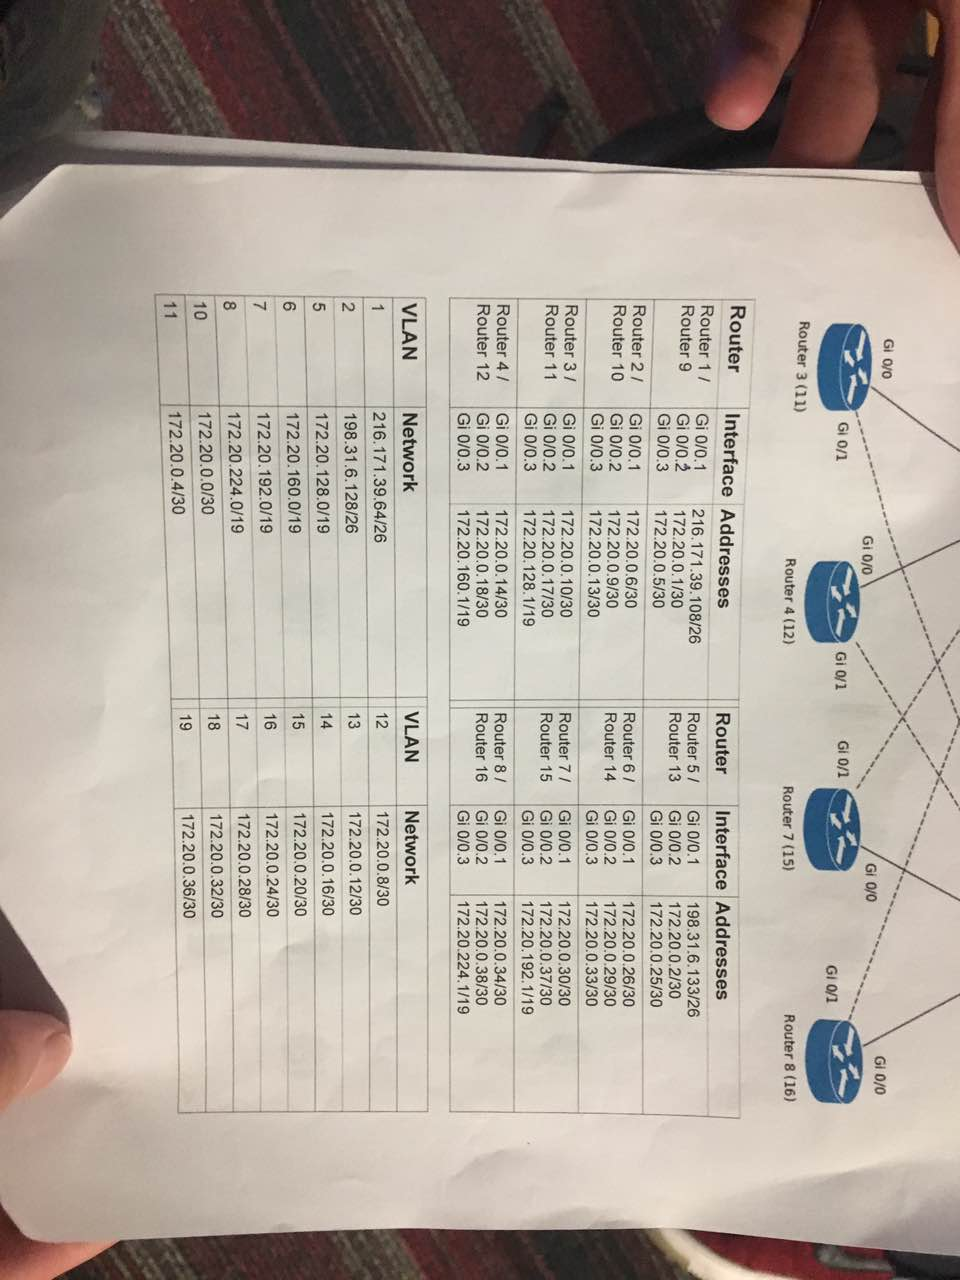 Gi 0/0
Gi 0/1
Router 3 (11)
Gi 0/0
Gi 0/1
Router 4 (12)
Gi 0/1
Gi 0/0
Router 7 (15)
Gi 0/1
Gi 0/0
Router 8 (16)
Router Interface Addresses Router Interface Addresses
Router 1 / Gi 0/0.1 216.171.39.108/26 Router 5 / Gi 0/0.1 198.31.6.133/26
Router 9 Gi 0/0.2 172.20.0.1/30 Router 13 Gi 0/0.2 172.20.0.2/30
Gi 0/0.3 172.20.0.5/30 Gi 0/0.3 172.20.0.25/30
Router 2 / Gi 0/0.1 172.20.0.6/30 Router 6 / Gi 0/0.1 172.20.0.26/30
Router 10 Gi 0/0.2 172.20.0.9/30 Router 14 Gi 0/0.2 172.20.0.29/30
Gi 0/0.3 172.20.0.13/30 Gi 0/0.3 172.20.0.33/30
Router 3 / Gi 0/0.1 172.20.0.10/30 Router 7 / Gi 0/0.1 172.20.0.30/30
Router 11 Gi 0/0.2 172.20.0.17/30 Router 15 Gi 0/0.2 172.20.0.37/30
Gi 0/0.3 172.20.128.1/19 Gi 0/0.3 172.20.192.1/19
Router 4 / Gi 0/0.1 172.20.0.14/30 Router 8 / Gi 0/0.1 172.20.0.34/30
Router 12 Gi 0/0.2 172.20.0.18/30 Router 16 Gi 0/0.2 172.20.0.38/30
Gi 0/0.3 172.20.160.1/19 Gi 0/0.3 172.20.224.1/19
VLAN Network VLAN Network
1 216.171.39.64/26 12 172.20.0.8/30
2 198.31.6.128/26 13 172.20.0.12/30
5 172.20.128.0/19 14 172.20.0.16/30
6 172.20.160.0/19 15 172.20.0.20/30
7 172.20.192.0/19 16 172.20.0.24/30
8 172.20.224.0/19 17 172.20.0.28/30
10 172.20.0.0/30 18 172.20.0.32/30
11 172.20.0.4/30 19 172.20.0.36/30